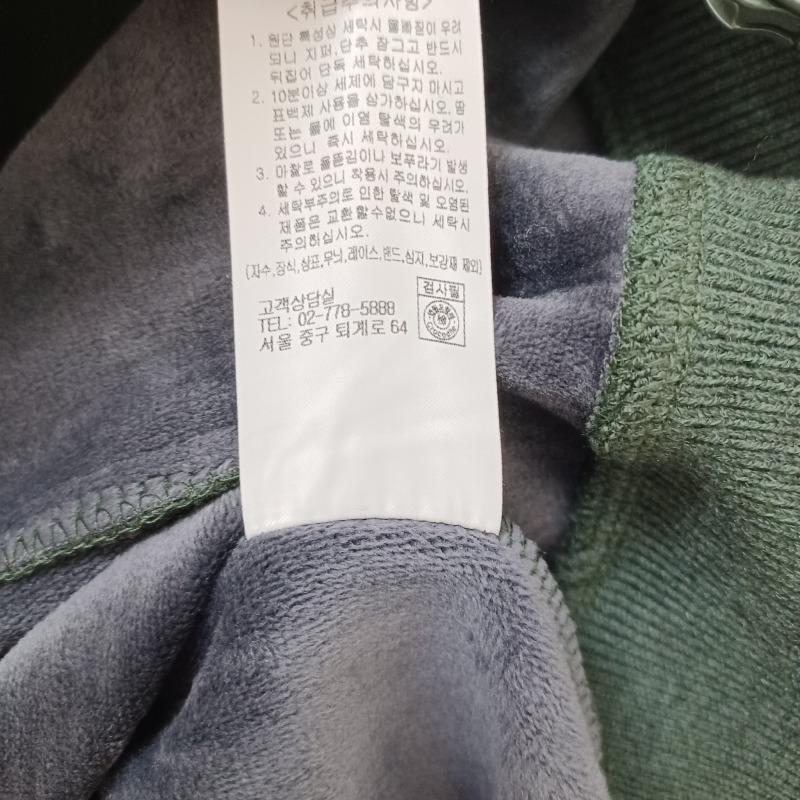 <취급주의사항>
1. 원단 특성상 세탁시 물빠짐이 우려
되니 지퍼,단추 잠그고 반드시
뒤집어 단독 세탁하십시오.
2. 10분이상 세제에 담구지 마시고
표백제 사용을 삼가하십시오. 땀
또는 물에 이염 탈색의 우려가
있으니 즉시 세탁하십시오.
3. 마찰로 올뜯김이나 보푸라기 발생
할 수 있으니 착용시 주의하십시오.
4. 세탁부주의로 인한 탈색 및 오염된
제품은 교환할수없으니 세탁시
주의하십시오.
(자수,장식,상표,무늬,레이스,밴드,심지,보강재 제외)
고객상담실
TEL: 02-778-5888
서울 중구 퇴계로 64
검사필